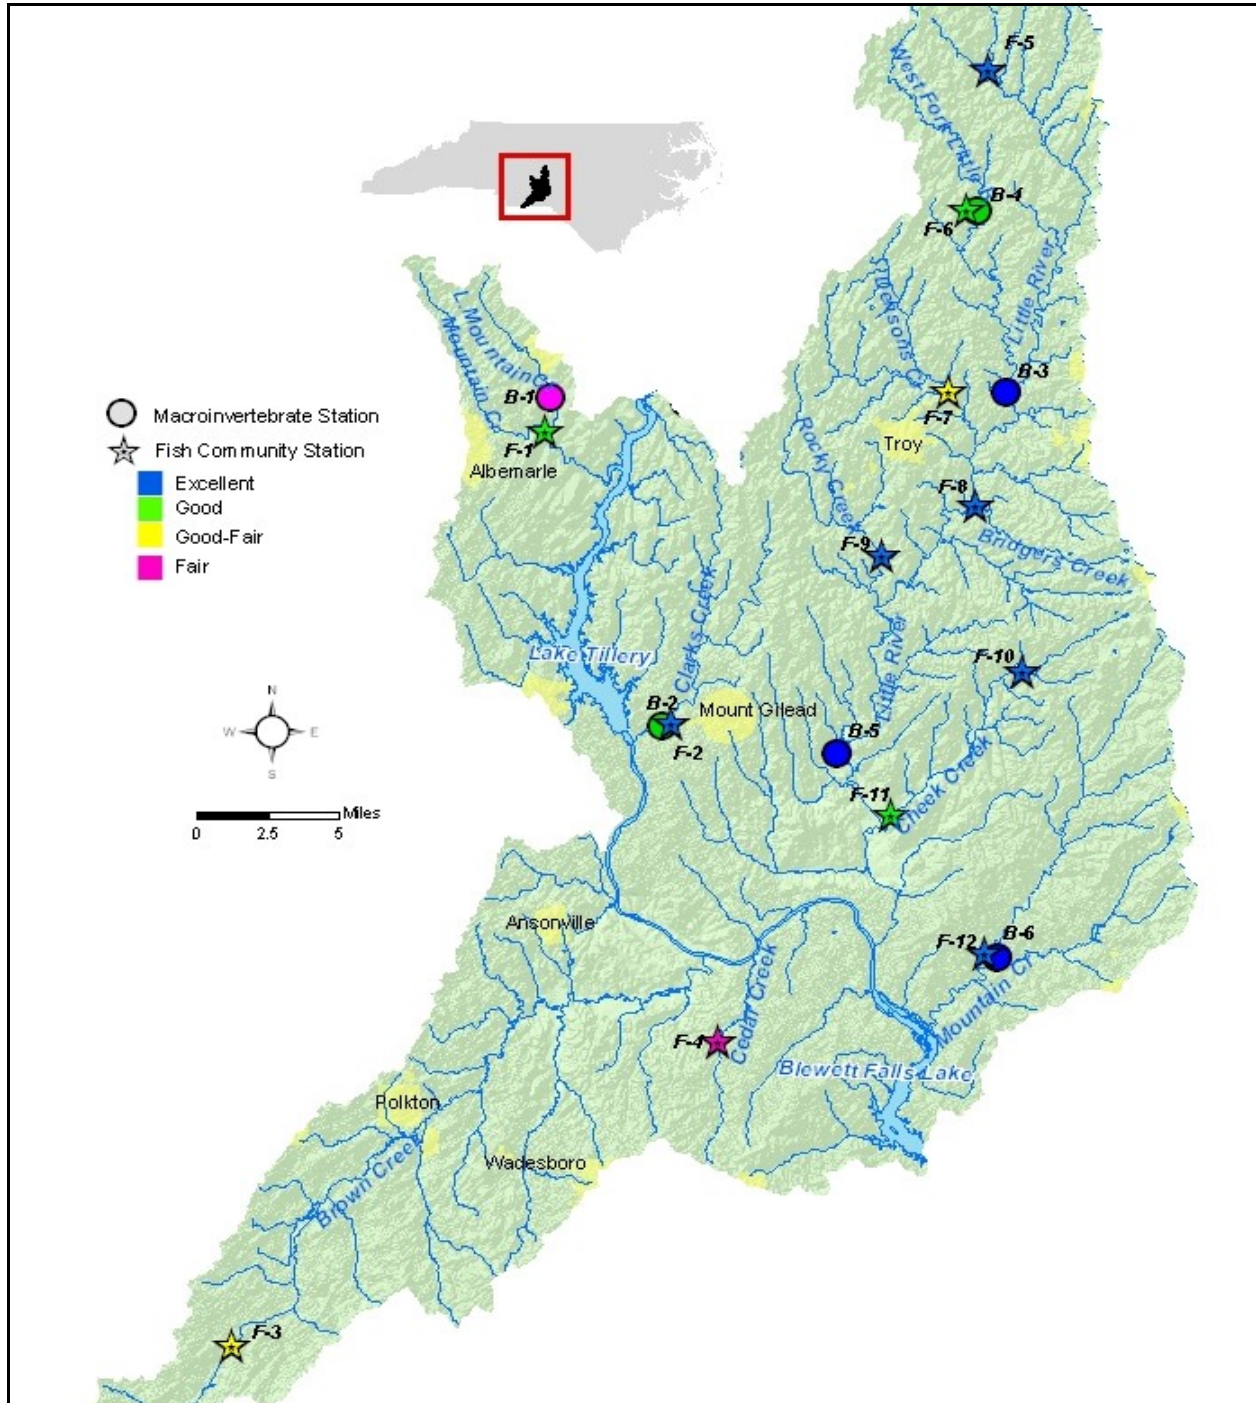 F-5
West Fork Little
B-4
F-6
Little River
Densons Cr
L. Mountain Cr
Mountain C
B-1
B-3
F-7
F-1
Macroinvertebrate Station
Fish Community Station
Rocky Creek
Troy
Albemarle
Excellent
Good
Good-Fair
Fair
F-8
F-9
Bridgers Creek
Clarks Creek
Lake Tillery
Little River
F-10
N
W
E
S
B-2
F-2
Mount Gilead
B-5
F-11
Cheek Creek
Miles
0
2.5
5
Ansonville
F-12
B-6
Mountain Cr
Cedar Creek
F-4
Blewett Falls Lake
Polkton
Wadesboro
Brown Creek
F-3